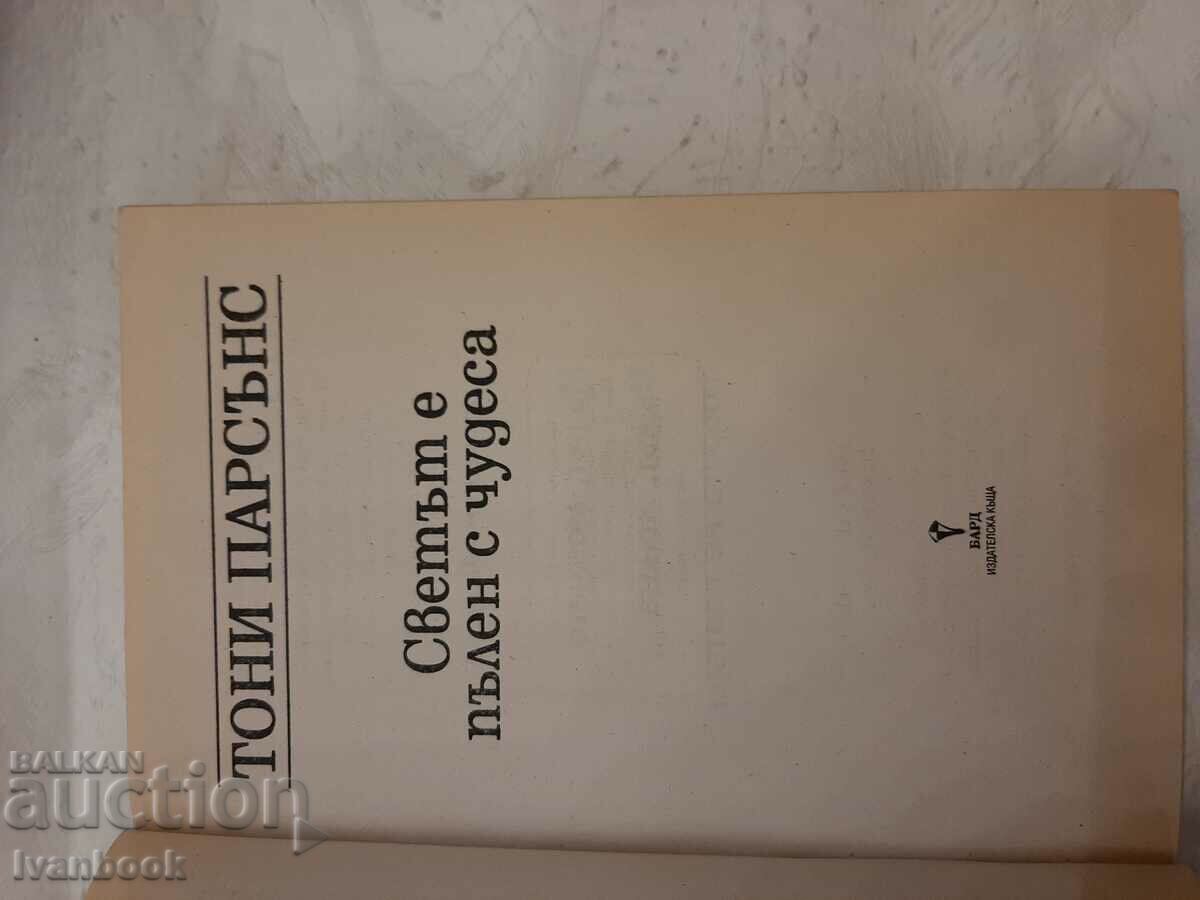 ТОНИ ПАРСЪНС
Светът е
пълен с чудеса
БАРД
ИЗДАТЕЛСКА КЪЩА
BALKAN
auction
Ivanbook